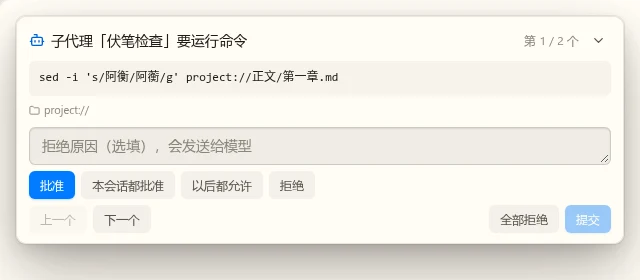 子代理「伏笔检查」要运行命令
第 1 / 2 个
sed -i 's/阿衡/阿蘅/g' project://正文/第一章.md
project://
拒绝原因（选填），会发送给模型
批准 本会话都批准 以后都允许 拒绝
上一个 下一个 全部拒绝 提交